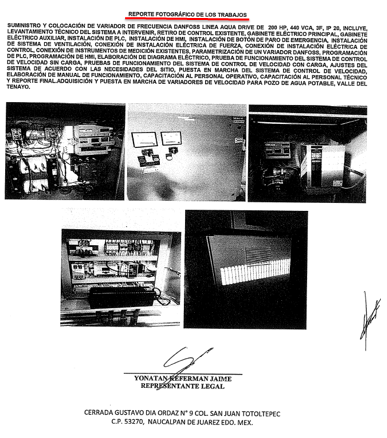 REPORTE FOTOGRÁFICO DE LOS TRABAJOS
SUMINISTRO Y COLOCACIÓN DE VARIADOR DE FRECUENCIA DANFOSS LINEA AQUA DRIVE DE 200 HP, 440 VCA, 3F, IP 20, INCLUYE,
LEVANTAMIENTO TÉCNICO DEL SISTEMA A INTERVENIR, RETIRO DE CONTROL EXISTENTE, GABINETE ELÉCTRICO PRINCIPAL, GABINETE
ELÉCTRICO AUXILIAR, INSTALACIÓN DE PLC, INSTALACIÓN DE HMI, INSTALACIÓN DE BOTÓN DE PARO DE EMERGENCIA, INSTALACIÓN
DE SISTEMA DE VENTILACIÓN, CONEXIÓN DE INSTALACIÓN ELÉCTRICA DE FUERZA, CONEXIÓN DE INSTALACIÓN ELÉCTRICA DE
CONTROL, CONEXIÓN DE INSTRUMENTOS DE MEDICIÓN EXISTENTES, PARAMETRIZACIÓN DE UN VARIADOR DANFOSS, PROGRAMACIÓN
DE PLC, PROGRAMACIÓN DE HMI, ELABORACIÓN DE DIAGRAMA ELÉCTRICO, PRUEBA DE FUNCIONAMIENTO DEL SISTEMA DE CONTROL
DE VELOCIDAD SIN CARGA, PRUEBAS DE FUNCIONAMIENTO DEL SISTEMA DE CONTROL, DE VELOCIDAD CON CARGA, AJUSTES DEL
SISTEMA DE ACUERDO CON LAS NECESIDADES DEL SITIO, PUESTA EN MARCHA DEL SISTEMA DE CONTROL DE VELOCIDAD,
ELABORACIÓN DE MANUAL DE FUNCIONAMIENTO, CAPACITACIÓN AL PERSONAL OPERATIVO, CAPACITACIÓN AL PERSONAL TÉCNICO
Y REPORTE FINAL,ADQUISICIÓN Y PUESTA EN MARCHA DE VARIADORES DE VELOCIDAD PARA POZO DE AGUA POTABLE, VALLE DEL
TENAYO.
YONATAN KEFERMAN JAIME
REPRESENTANTE LEGAL
CERRADA GUSTAVO DIA ORDAZ N° 9 COL. SAN JUAN TOTOLTEPEC
C.P. 53270, NAUCALPAN DE JUAREZ EDO. MEX.